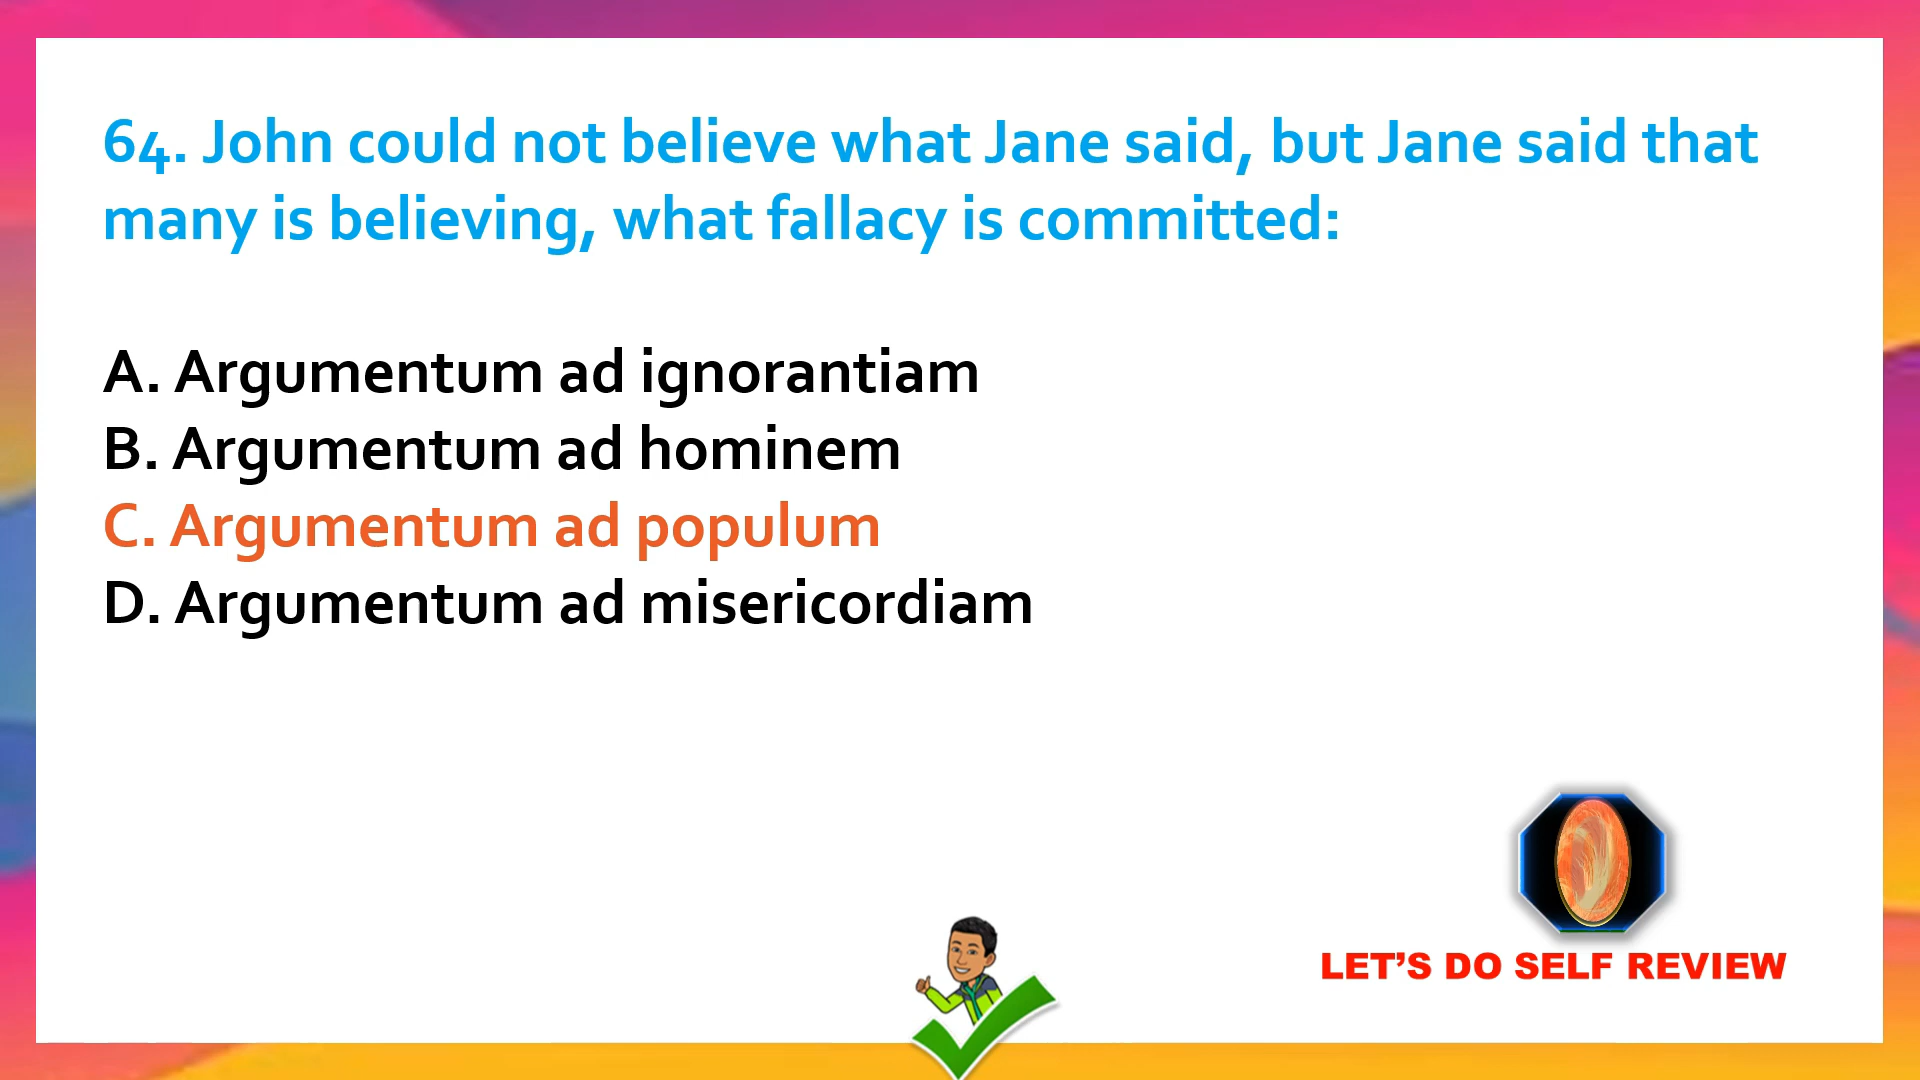 64. John could not believe what Jane said, but Jane said that
many is believing, what fallacy is committed:
A. Argumentum ad ignorantiam
B. Argumentum ad hominem
C. Argumentum ad populum
D. Argumentum ad misericordiam
LET’S DO SELF REVIEW